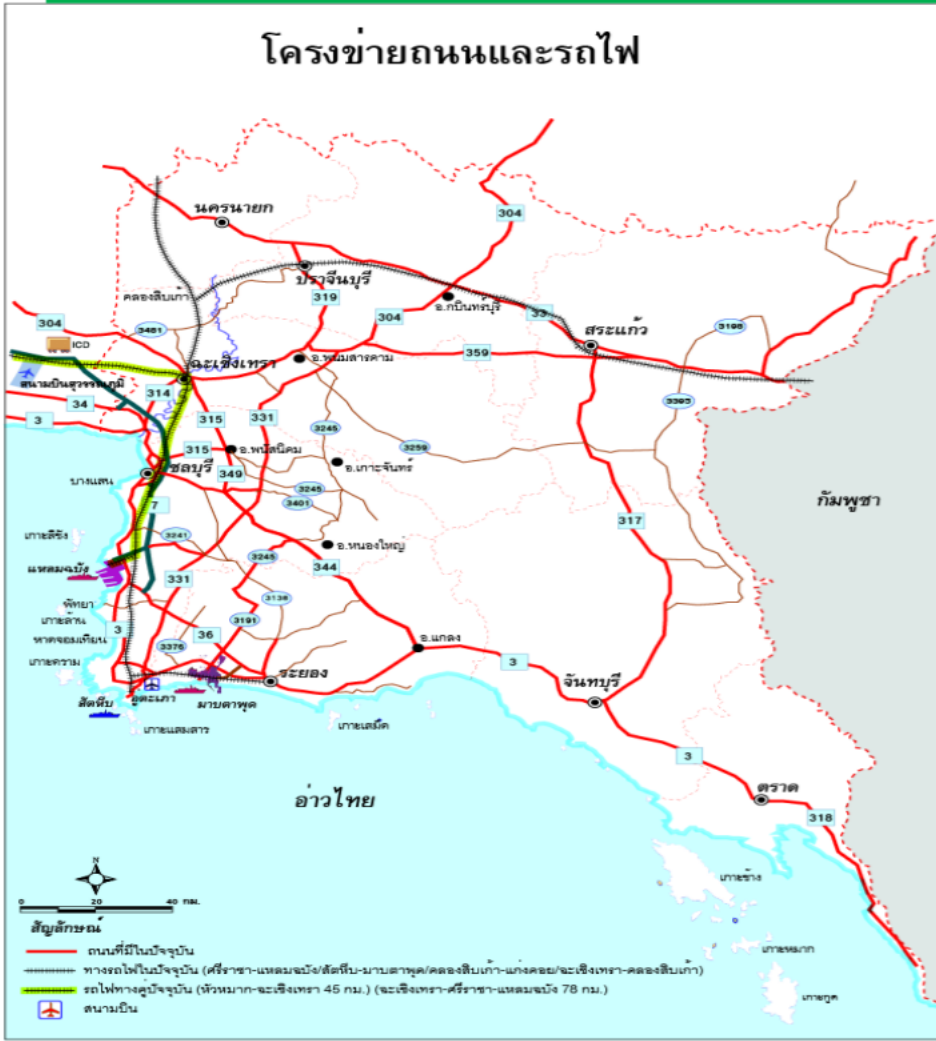 โครงข่ายถนนและรถไฟ
304
นครนายก
ปราจีนบุรี
คลองสิบเก้า
319
อ.กบินทร์บุรี
33
304
304
3481
สระแก้ว
3198
ICD
ฉะเชิงเทรา
อ.พนมสารคาม
359
สนามบินสุวรรณภูมิ
314
34
3
315
331
3245
3395
3259
315
อ.พนัสนิคม
349
อ.เกาะจันทร์
ชลบุรี
บางแสน
3245
3401
กัมพูชา
7
317
เกาะสีชัง
3241
3245
อ.หนองใหญ่
344
แหลมฉบัง
331
3138
พัทยา
เกาะล้าน
3191
3
หาดจอมเทียน
36
3376
อ.แกลง
เกาะคราม
3
ระยอง
จันทบุรี
สัตหีบ
อู่ตะเภา
มาบตาพุด
เกาะแสมสาร
เกาะเสม็ด
3
อ่าวไทย
ตราด
318
เกาะช้าง
เกาะหมาก
เกาะกูด
N
0 20 40 กม.
สัญลักษณ์
ถนนที่มีในปัจจุบัน
ทางรถไฟในปัจจุบัน (ศรีราชา-แหลมฉบัง/สัตหีบ-มาบตาพุด/คลองสิบเก้า-แก่งคอย/ฉะเชิงเทรา-คลองสิบเก้า)
รถไฟทางคู่ปัจจุบัน (หัวหมาก-ฉะเชิงเทรา 45 กม.) (ฉะเชิงเทรา-ศรีราชา-แหลมฉบัง 78 กม.)
สนามบิน